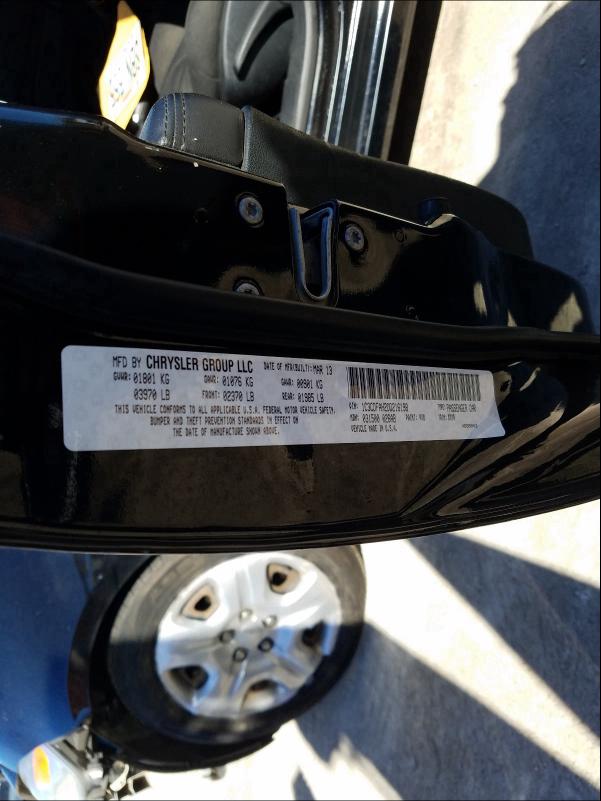 MFD BY CHRYSLER GROUP LLC DATE OF MFR(BUILT): MAR 13
GVWR: 01801 KG GAWR: 01076 KG GAWR: 00901 KG
03970 LB FRONT: 02370 LB REAR: 01985 LB
THIS VEHICLE CONFORMS TO ALL APPLICABLE U.S.A. FEDERAL MOTOR VEHICLE SAFETY,
BUMPER AND THEFT PREVENTION STANDARDS IN EFFECT ON
THE DATE OF MANUFACTURE SHOWN ABOVE.
VIN: TYPE: PASSENGER CAR
MDH: PAINT:
VEHICLE MADE IN U.S.A.